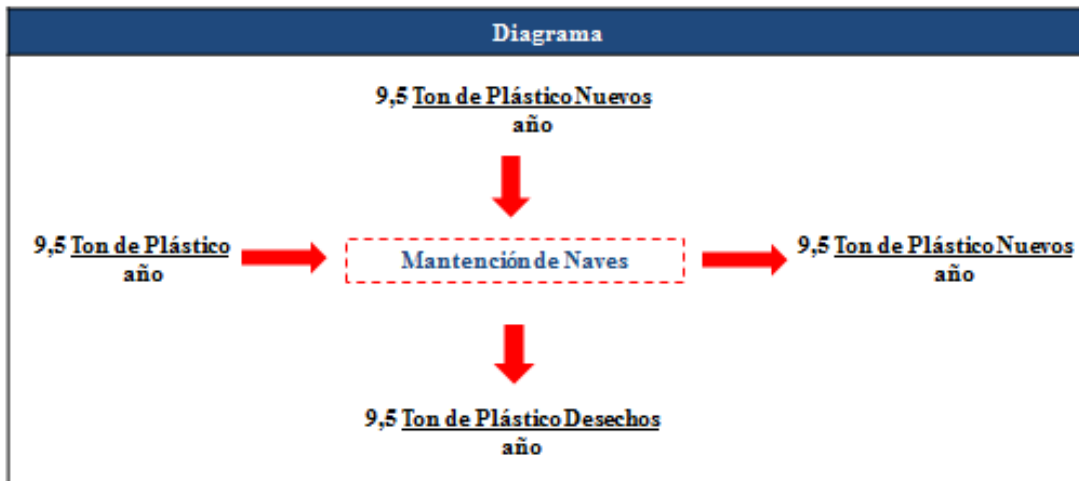 Diagrama
9,5 Ton de Plástico Nuevos
año
9,5 Ton de Plástico
año
Mantención de Naves
9,5 Ton de Plástico Nuevos
año
9,5 Ton de Plástico Desechos
año